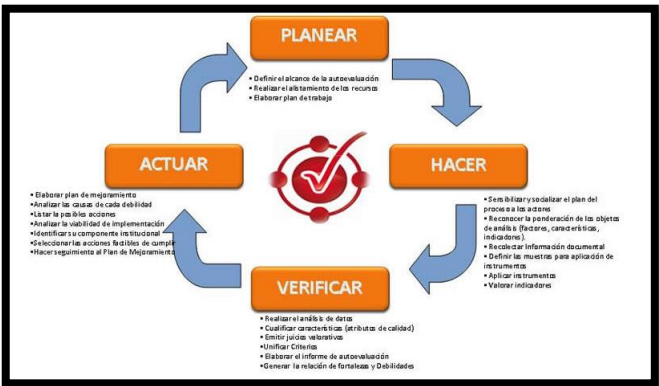 PLANEAR
• Definir el alcance de la autoevaluación
• Realizar el alistamiento de los recursos
• Elaborar plan de trabajo
HACER
• Sensibilizar y socializar el plan del
proceso a los actores
• Reconocer la ponderación de los objetos
de análisis (factores, características,
indicadores).
• Recolectar Información documental
• Definir las muestras para aplicación de
instrumentos
• Aplicar instrumentos
• Valorar indicadores
VERIFICAR
• Realizar el análisis de datos
• Cualificar características (atributos de calidad)
• Emitir juicios valorativos
• Unificar Criterios
• Elaborar el informe de autoevaluación
• Generar la relación de fortalezas y Debilidades
ACTUAR
• Elaborar plan de mejoramiento
• Analizar las causas de cada debilidad
• Listar la posibles acciones
• Analizar la viabilidad de implementación
• Identificar su componente institucional
• Seleccionar las acciones factibles de cumplir
• Hacer seguimiento al Plan de Mejoramiento